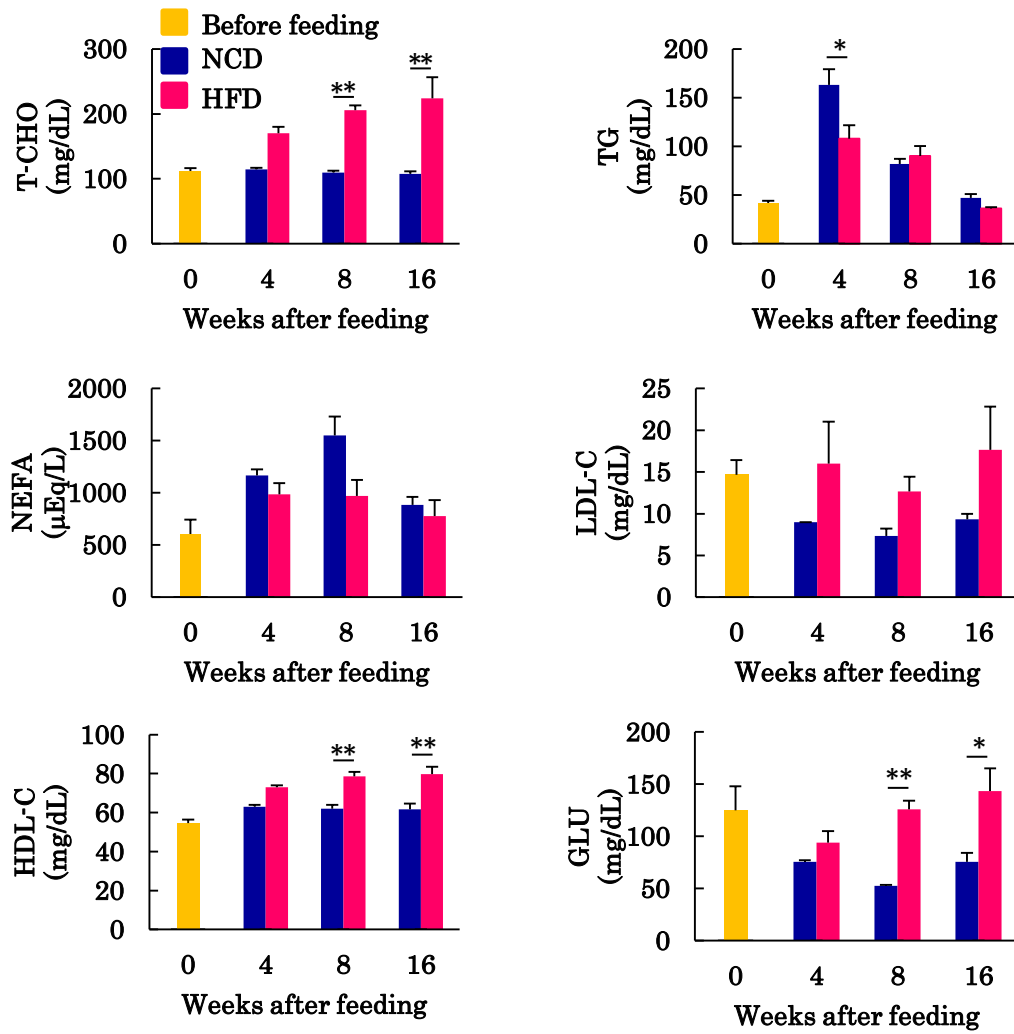 Before feeding
NCD
HFD
T-CHO
(mg/dL)
300
200
100
0
**
**
0 4 8 16
Weeks after feeding
TG
(mg/dL)
200
150
100
50
0
*
0 4 8 16
Weeks after feeding
NEFA
(μEq/L)
2000
1500
1000
500
0
0 4 8 16
Weeks after feeding
LDL-C
(mg/dL)
25
20
15
10
5
0
0 4 8 16
Weeks after feeding
HDL-C
(mg/dL)
100
80
60
40
20
0
**
**
0 4 8 16
Weeks after feeding
GLU
(mg/dL)
200
150
100
50
0
**
*
0 4 8 16
Weeks after feeding